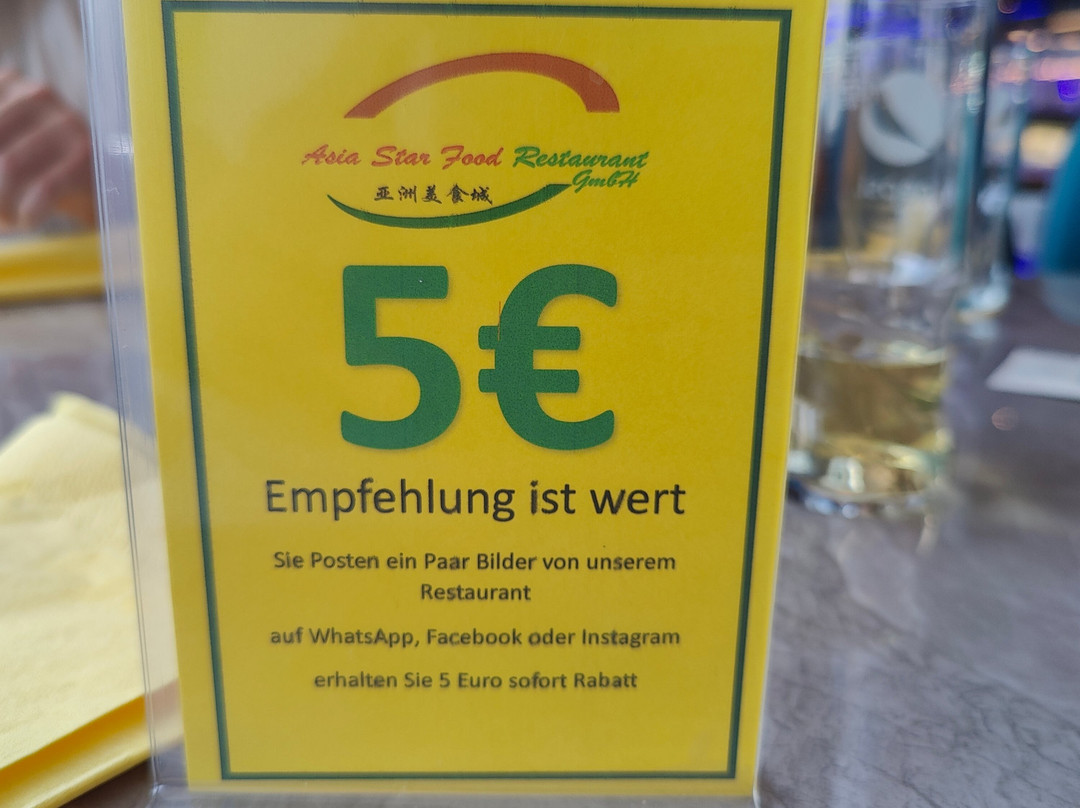 Asia Star Food Restaurant
GmbH
亚洲美食城
5€
Empfehlung ist wert
Sie Posten ein Paar Bilder von unserem
Restaurant
auf WhatsApp, Facebook oder Instagram
erhalten Sie 5 Euro sofort Rabatt